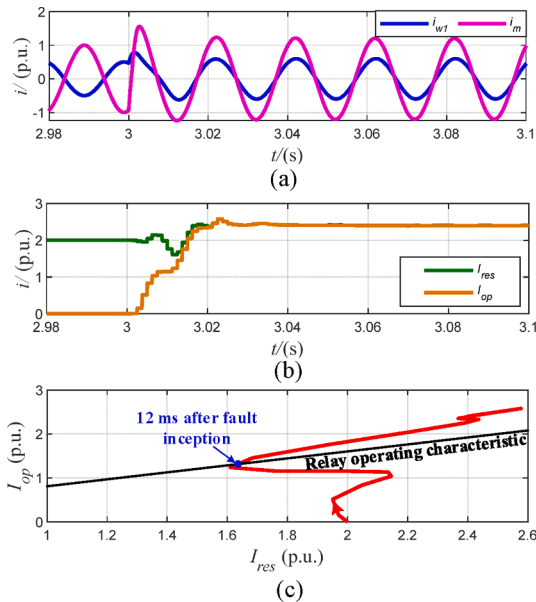 2
1
0
-1
i/ (p.u.)
i_w1 i_m
2.98 3 3.02 3.04 3.06 3.08 3.1
t/(s)
(a)
3
2
1
0
i/ (p.u.)
I_res
I_op
2.98 3 3.02 3.04 3.06 3.08 3.1
t/(s)
(b)
3
2
1
0
I_op (p.u.)
12 ms after fault
inception
Relay operating characteristic
1 1.2 1.4 1.6 1.8 2 2.2 2.4 2.6
I_res (p.u.)
(c)